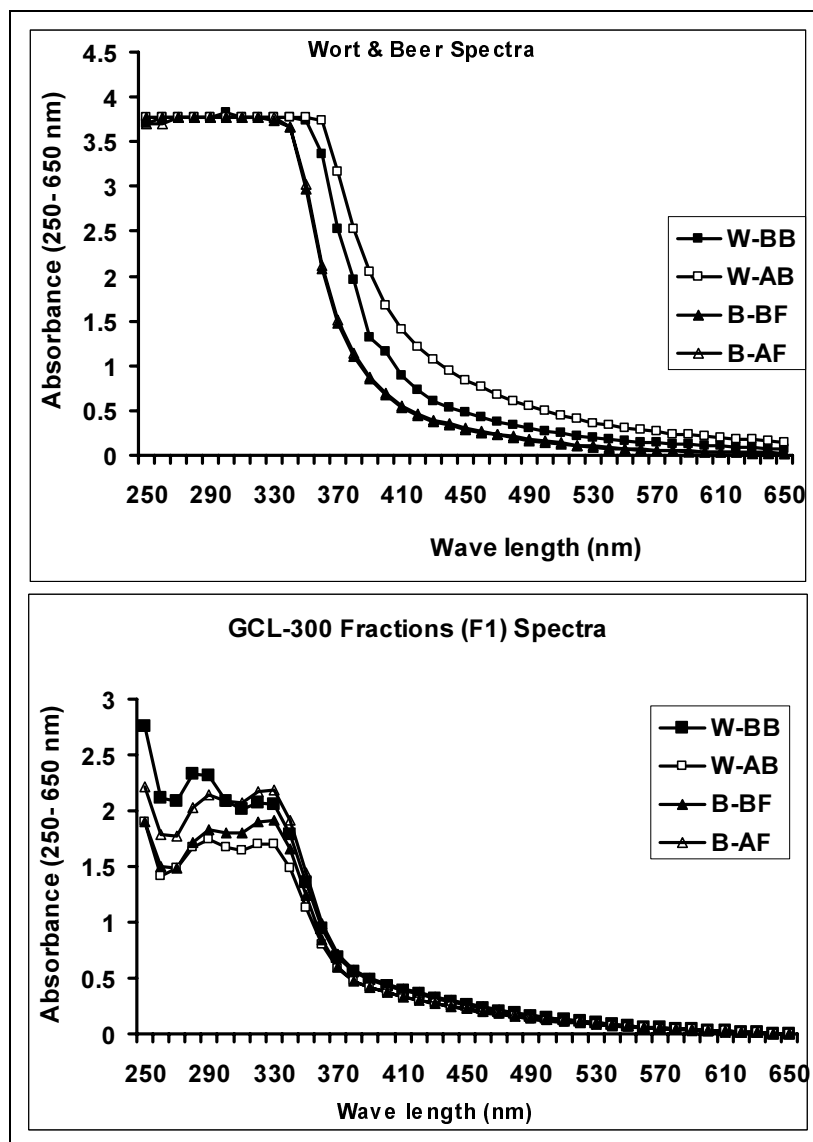 Wort & Beer Spectra
4.5
4
3.5
3
2.5
2
1.5
1
0.5
0
Absorbance (250- 650 nm)
250 290 330 370 410 450 490 530 570 610 650
Wave length (nm)
W-BB
W-AB
B-BF
B-AF
GCL-300 Fractions (F1) Spectra
3
2.5
2
1.5
1
0.5
0
Absorbance (250- 650 nm)
250 290 330 370 410 450 490 530 570 610 650
Wave length (nm)
W-BB
W-AB
B-BF
B-AF